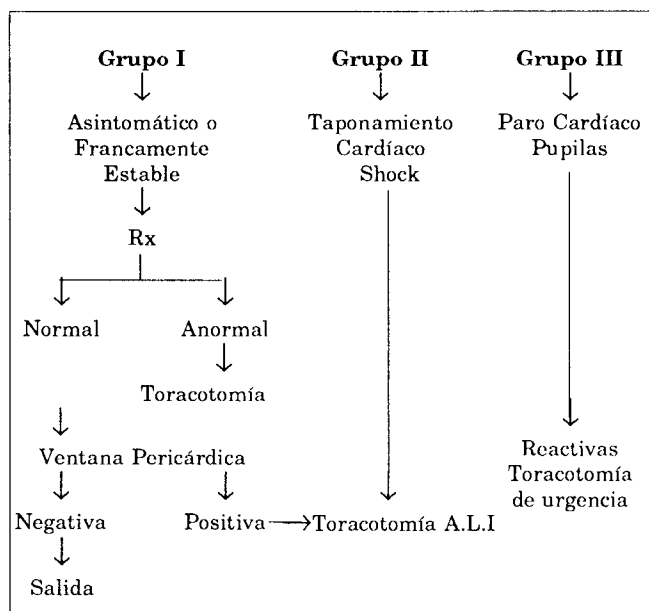 Grupo I Grupo II Grupo III
Asintomático o Taponamiento Paro Cardíaco
Francamente Cardíaco Pupilas
Estable Shock
Rx
Normal Anormal
Toracotomía
Ventana Pericárdica Reactivas
Toracotomía
de urgencia
Negativa Positiva Toracotomía A.L.I
Salida